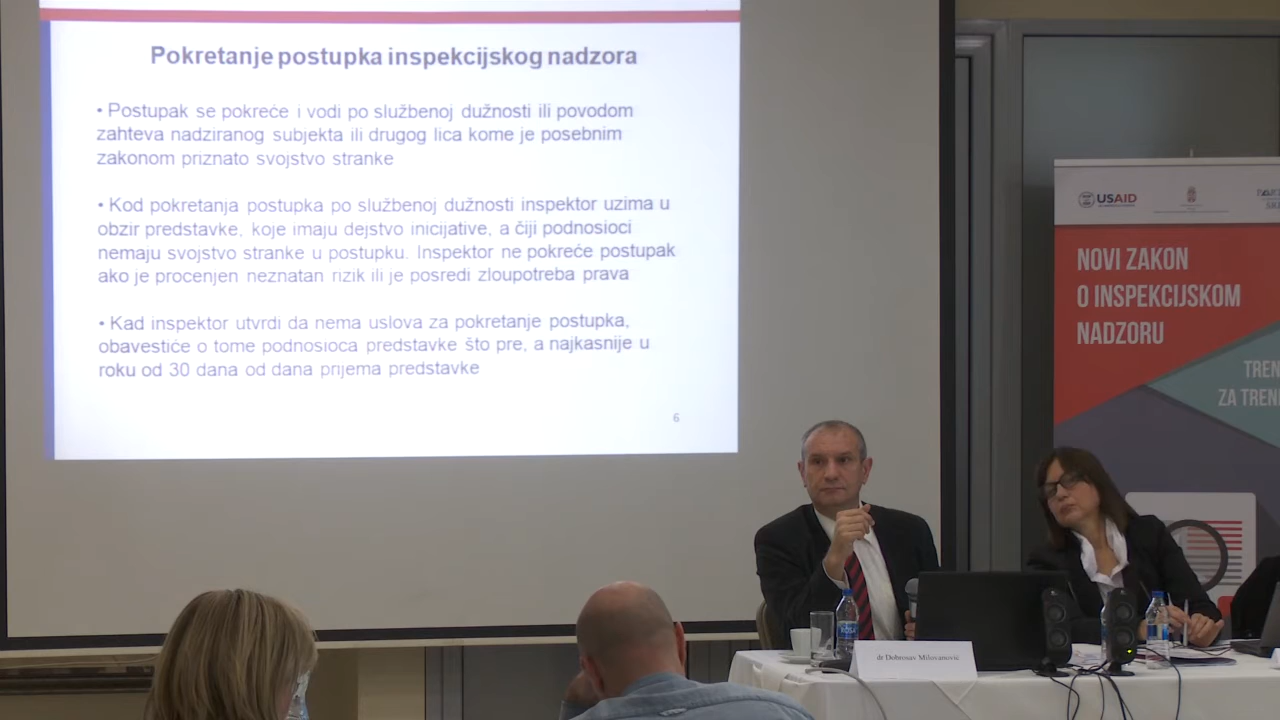 Pokretanje postupka inspekcijskog nadzora
• Postupak se pokreće i vodi po službenoj dužnosti ili povodom
zahteva nadziranog subjekta ili drugog lica kome je posebnim
zakonom priznato svojstvo stranke
• Kod pokretanja postupka po službenoj dužnosti inspektor uzima u
obzir predstavke, koje imaju dejstvo inicijative, a čiji podnosioci
nemaju svojstvo stranke u postupku. Inspektor ne pokreće postupak
ako je procenjen neznatan rizik ili je posredi zloupotreba prava
• Kad inspektor utvrdi da nema uslova za pokretanje postupka,
obavestiće o tome podnosioca predstavke što pre, a najkasnije u
roku od 30 dana od dana prijema predstavke
6
USAID
NOVI ZAKON
O INSPEKCIJSKOM
NADZORU
TREN
ZA TREN
dr Dobrosav Milovanović
ROSA